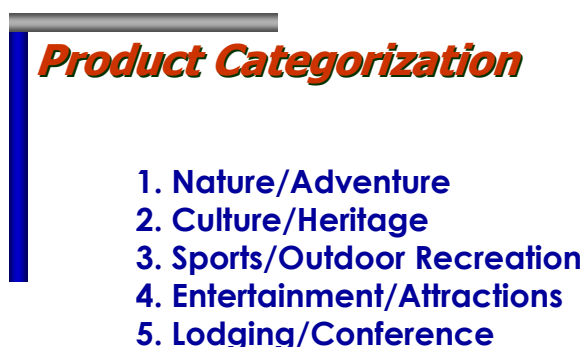 Product Categorization
1. Nature/Adventure
2. Culture/Heritage
3. Sports/Outdoor Recreation
4. Entertainment/Attractions
5. Lodging/Conference